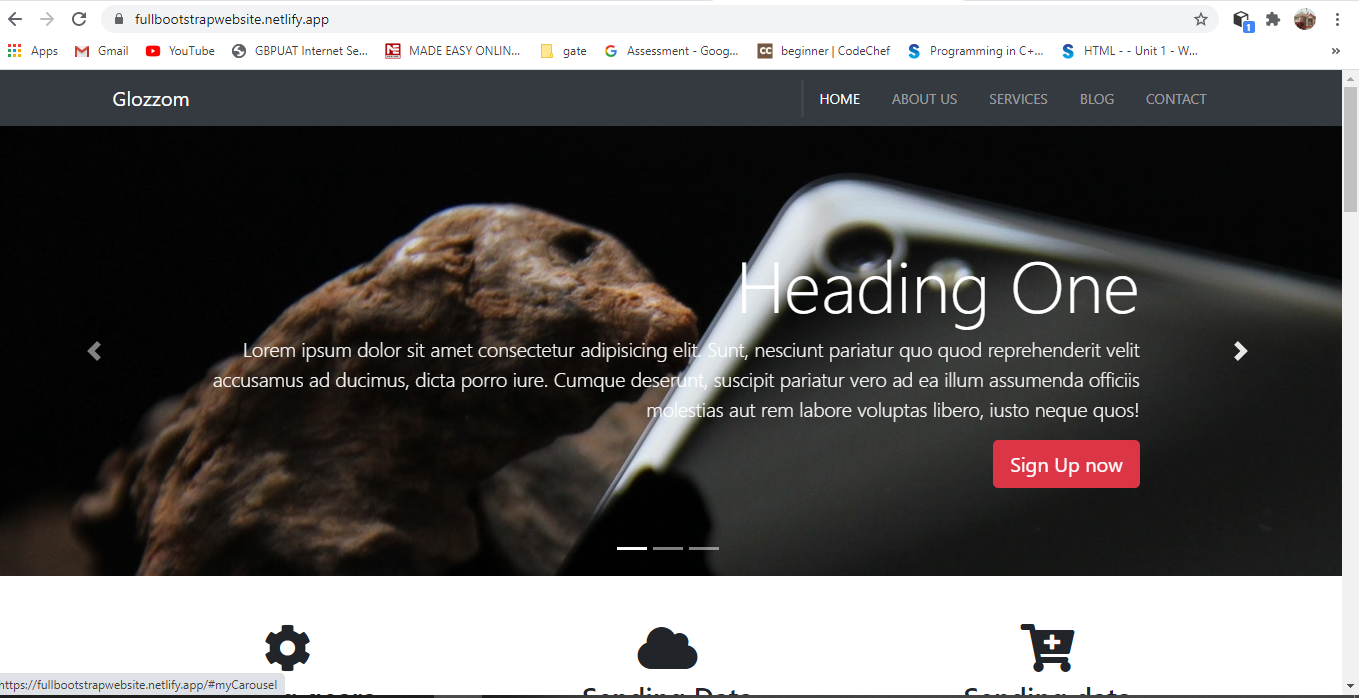 fullbootstrapwebsite.netlify.app
1
Apps
Gmail
YouTube
GBPUAT Internet Se...
MADE EASY ONLIN...
gate
Assessment - Goog...
CC
beginner | CodeChef
Programming in C+...
HTML - - Unit 1 - W...
Glozzom
HOME
ABOUT US
SERVICES
BLOG
CONTACT
Heading One
Lorem ipsum dolor sit amet consectetur adipisicing elit. Sunt, nesciunt pariatur quo quod reprehenderit velit
accusamus ad ducimus, dicta porro iure. Cumque deserunt, suscipit pariatur vero ad ea illum assumenda officiis
molestias aut rem labore voluptas libero, iusto neque quos!
Sign Up now
Sending Data
Sending data
https://fullbootstrapwebsite.netlify.app/#myCarousel